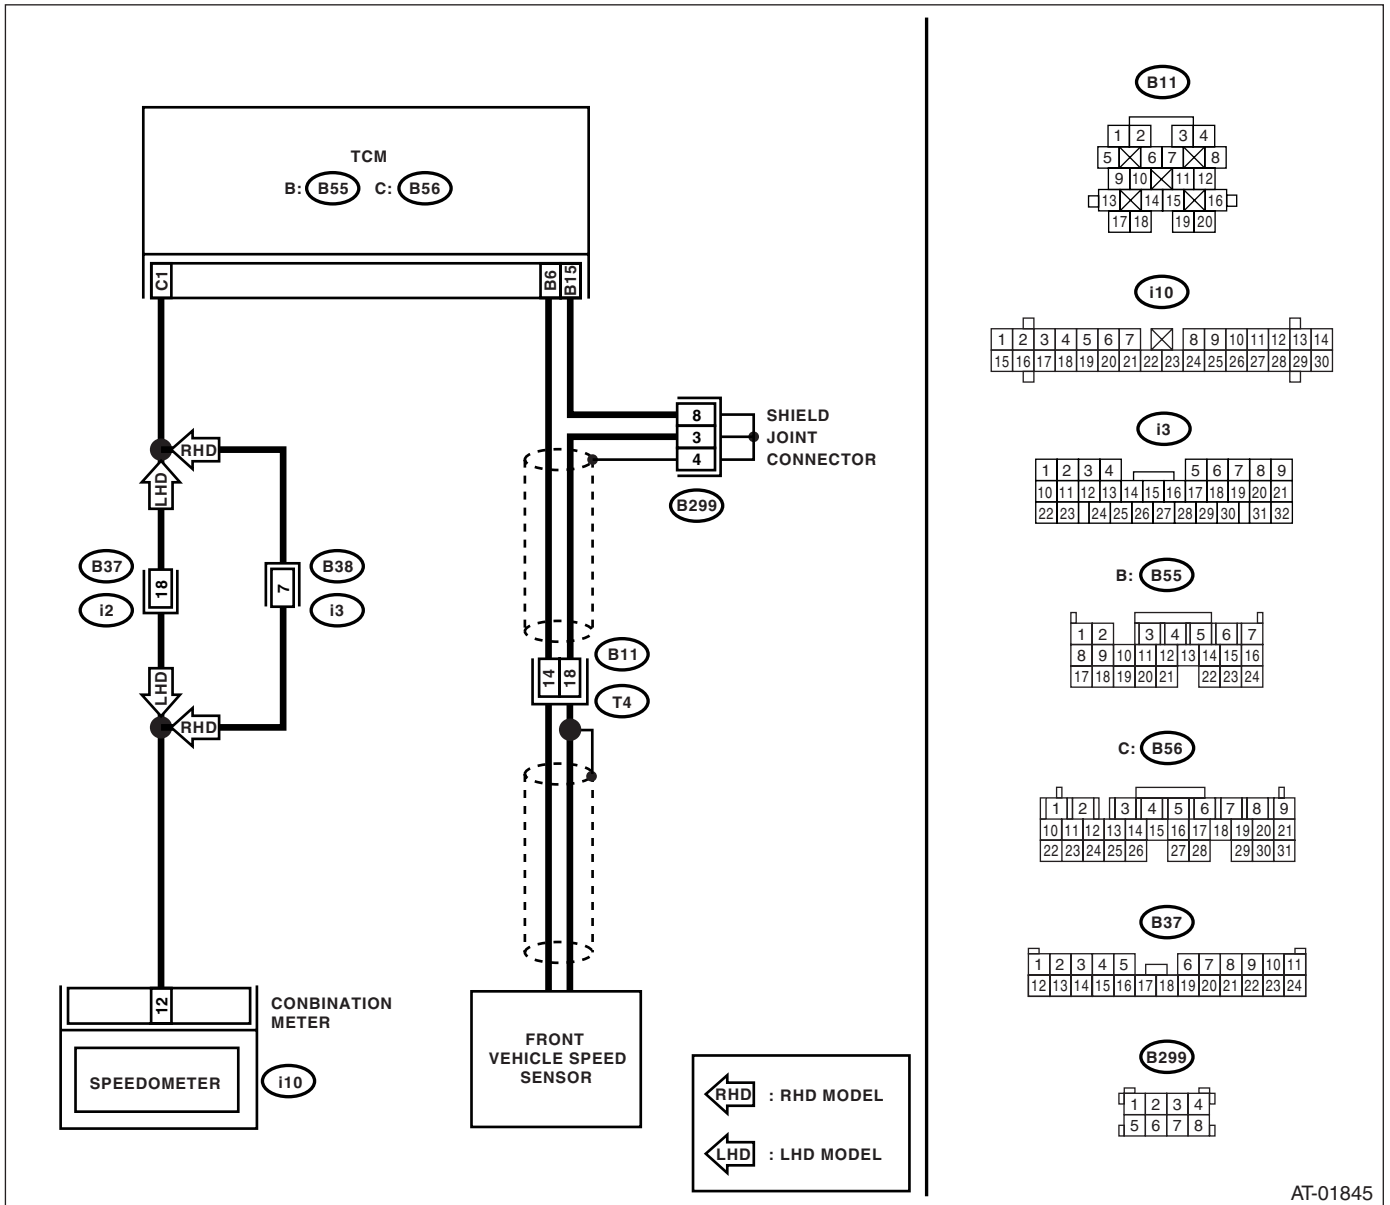 TCM
B: B55 C: B56
C1
B6
B15
8 SHIELD
3 JOINT
4 CONNECTOR
B299
RHD
LHD
B37
18
i2
B38
7
i3
LHD
RHD
B11
14 18
T4
12
CONBINATION
METER
SPEEDOMETER
i10
FRONT
VEHICLE SPEED
SENSOR
RHD : RHD MODEL
LHD : LHD MODEL
B11
1 2 3 4
5 6 7 8
9 10 11 12
13 14 15 16
17 18 19 20
i10
1 2 3 4 5 6 7 8 9 10 11 12 13 14
15 16 17 18 19 20 21 22 23 24 25 26 27 28 29 30
i3
1 2 3 4 5 6 7 8 9
10 11 12 13 14 15 16 17 18 19 20 21
22 23 24 25 26 27 28 29 30 31 32
B: B55
1 2 3 4 5 6 7
8 9 10 11 12 13 14 15 16
17 18 19 20 21 22 23 24
C: B56
1 2 3 4 5 6 7 8 9
10 11 12 13 14 15 16 17 18 19 20 21
22 23 24 25 26 27 28 29 30 31
B37
1 2 3 4 5 6 7 8 9 10 11
12 13 14 15 16 17 18 19 20 21 22 23 24
B299
1 2 3 4
5 6 7 8
AT-01845